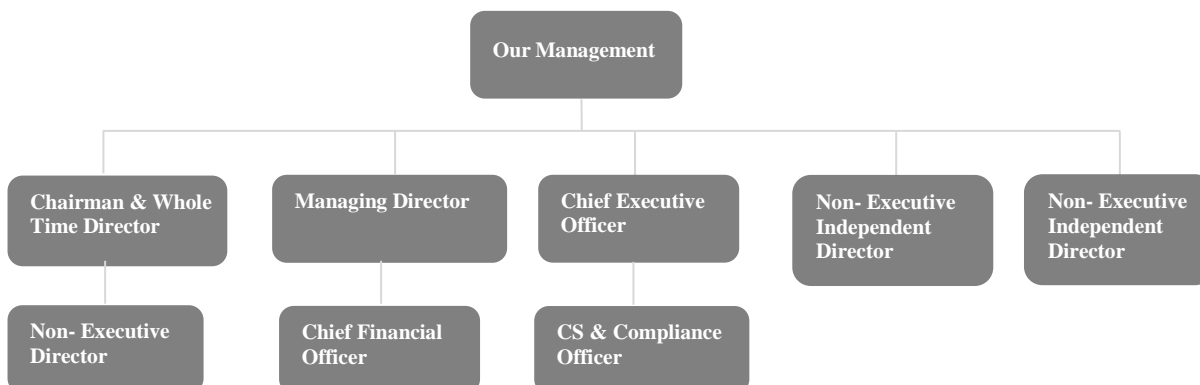 Our Management
Chairman & Whole
Time Director
Managing Director
Chief Executive
Officer
Non- Executive
Independent
Director
Non- Executive
Independent
Director
Non- Executive
Director
Chief Financial
Officer
CS & Compliance
Officer